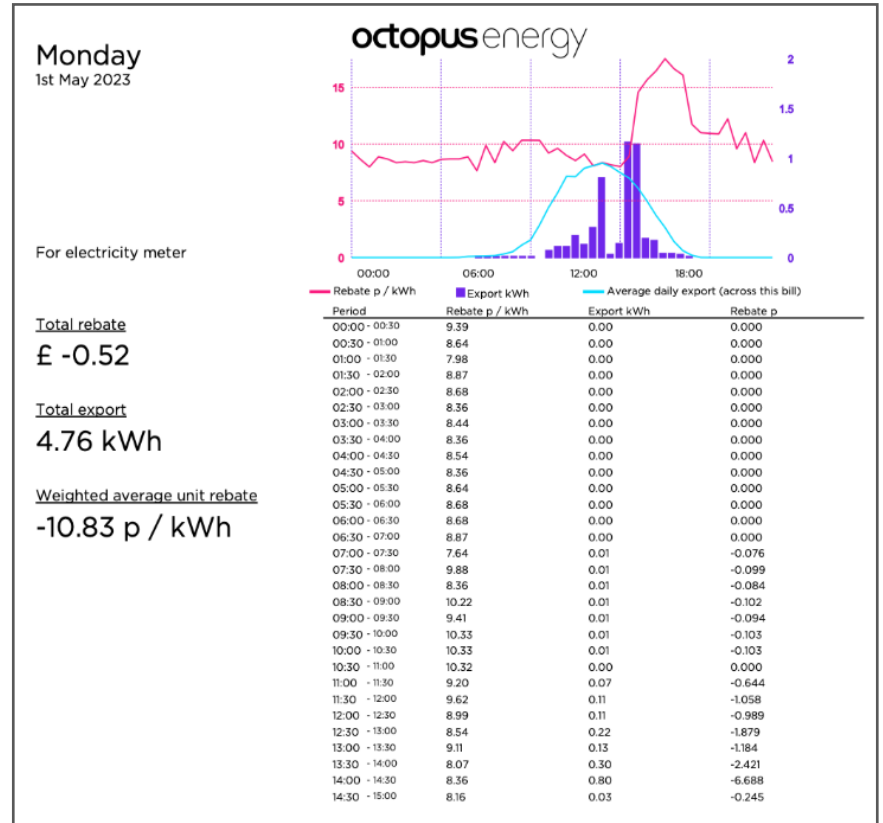 octopus energy
Monday
1st May 2023
For electricity meter
Total rebate
£ -0.52
Total export
4.76 kWh
Weighted average unit rebate
-10.83 p / kWh
15
10
5
0
2
1.5
1
0.5
0
00:00 06:00 12:00 18:00
Rebate p / kWh Export kWh Average daily export (across this bill)
Period Rebate p / kWh Export kWh Rebate p
00:00 - 00:30 9.39 0.00 0.000
00:30 - 01:00 8.64 0.00 0.000
01:00 - 01:30 7.98 0.00 0.000
01:30 - 02:00 8.87 0.00 0.000
02:00 - 02:30 8.68 0.00 0.000
02:30 - 03:00 8.36 0.00 0.000
03:00 - 03:30 8.44 0.00 0.000
03:30 - 04:00 8.36 0.00 0.000
04:00 - 04:30 8.54 0.00 0.000
04:30 - 05:00 8.36 0.00 0.000
05:00 - 05:30 8.64 0.00 0.000
05:30 - 06:00 8.68 0.00 0.000
06:00 - 06:30 8.68 0.00 0.000
06:30 - 07:00 8.87 0.00 0.000
07:00 - 07:30 7.64 0.01 -0.076
07:30 - 08:00 9.88 0.01 -0.099
08:00 - 08:30 8.36 0.01 -0.084
08:30 - 09:00 10.22 0.01 -0.102
09:00 - 09:30 9.41 0.01 -0.094
09:30 - 10:00 10.33 0.01 -0.103
10:00 - 10:30 10.33 0.01 -0.103
10:30 - 11:00 10.32 0.00 0.000
11:00 - 11:30 9.20 0.07 -0.644
11:30 - 12:00 9.62 0.11 -1.058
12:00 - 12:30 8.99 0.11 -0.989
12:30 - 13:00 8.54 0.22 -1.879
13:00 - 13:30 9.11 0.13 -1.184
13:30 - 14:00 8.07 0.30 -2.421
14:00 - 14:30 8.36 0.80 -6.688
14:30 - 15:00 8.16 0.03 -0.245